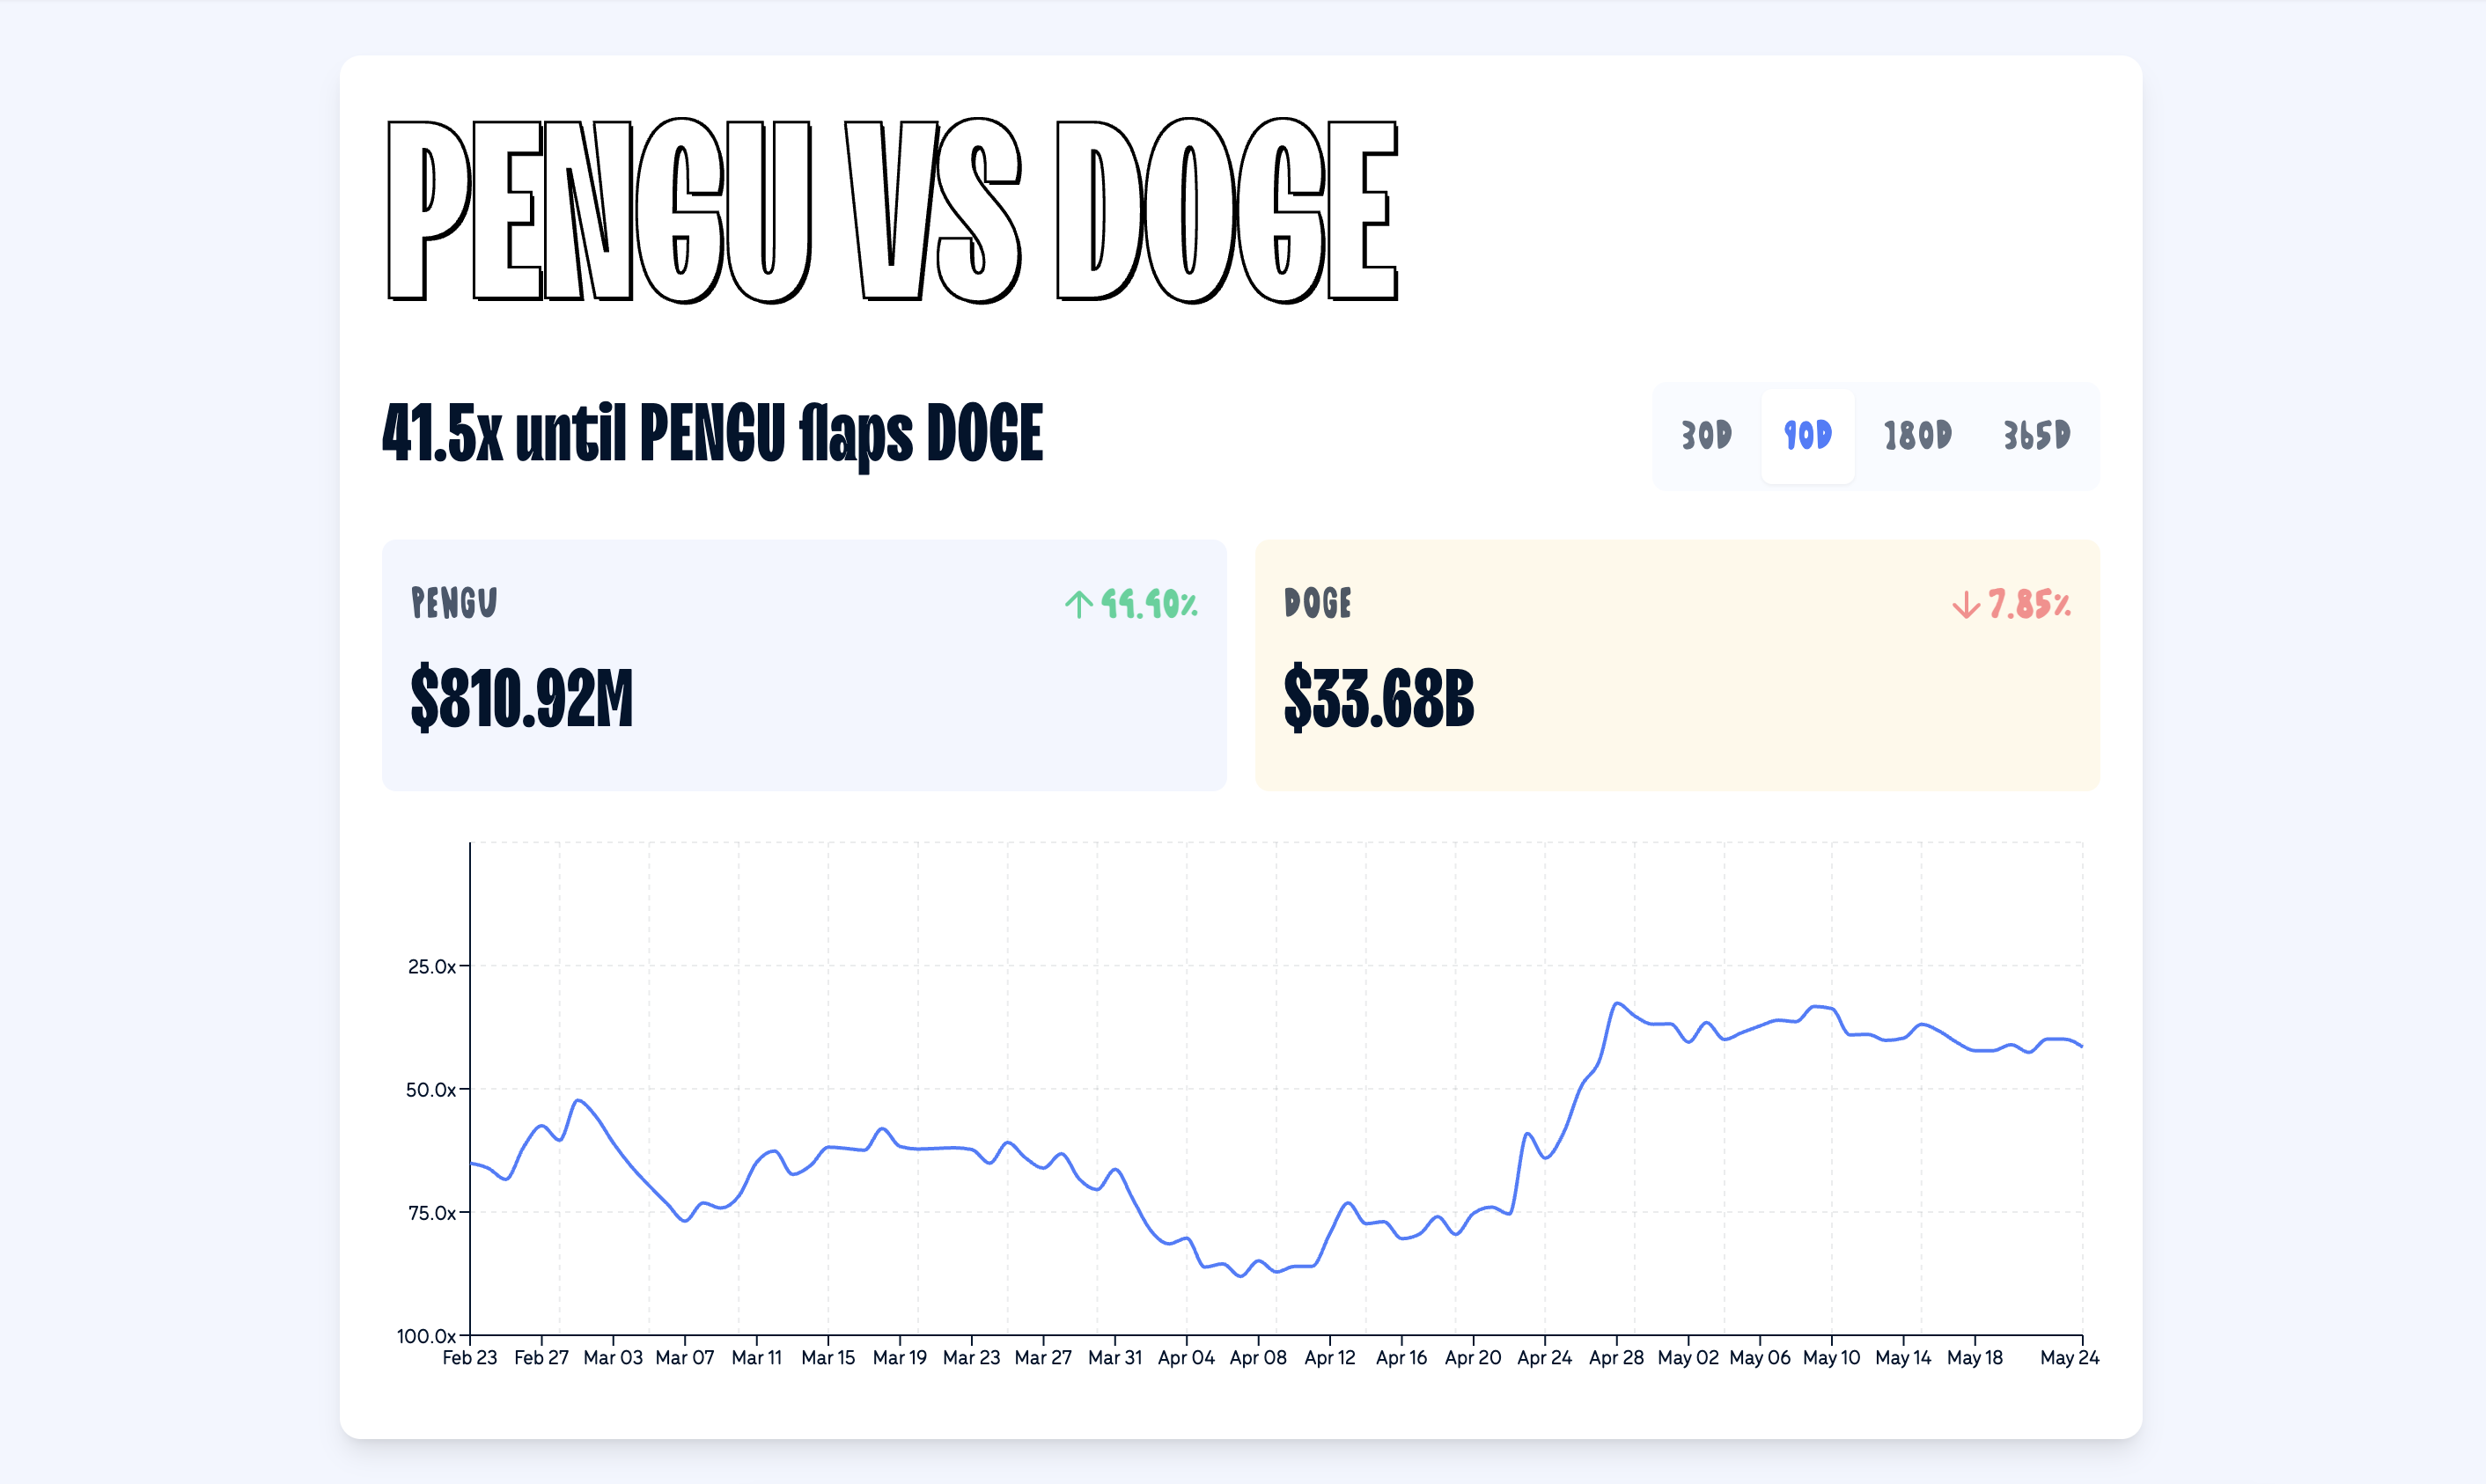 PENGU VS DOGE
41.5x until PENGU flaps DOGE
30D 90D 180D 365D
PENGU ↑ 44.40%
$810.92M
DOGE ↓ 7.85%
$33.68B
25.0x
50.0x
75.0x
100.0x
Feb 23 Feb 27 Mar 03 Mar 07 Mar 11 Mar 15 Mar 19 Mar 23 Mar 27 Mar 31 Apr 04 Apr 08 Apr 12 Apr 16 Apr 20 Apr 24 Apr 28 May 02 May 06 May 10 May 14 May 18 May 24